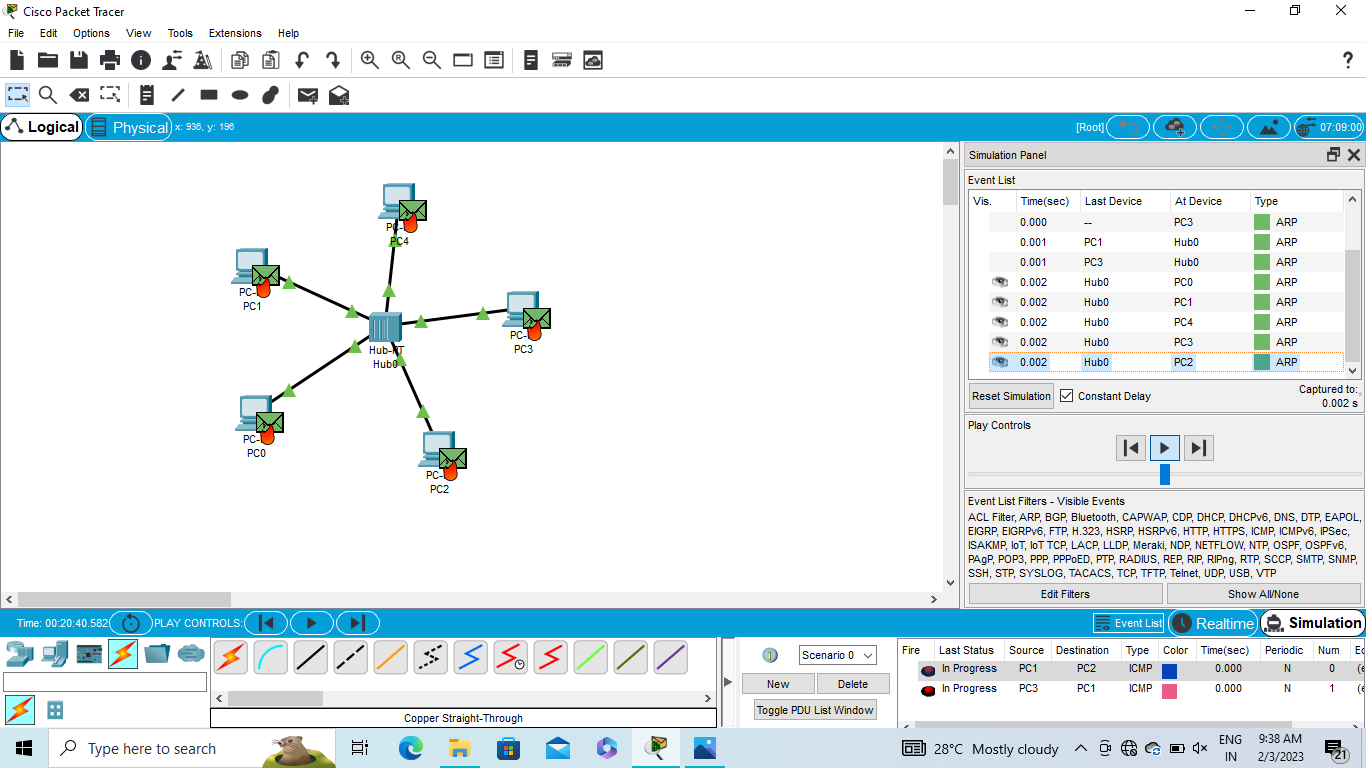 Cisco Packet Tracer
File Edit Options View Tools Extensions Help
?
Logical Physical x: 936, y: 196 [Root] 07:09:00
PC4
PC1
PC3
Hub0
PC0
PC2
Simulation Panel
Event List
Vis. Time(sec) Last Device At Device Type
0.000 -- PC3 ARP
0.001 PC1 Hub0 ARP
0.001 PC3 Hub0 ARP
0.002 Hub0 PC0 ARP
0.002 Hub0 PC1 ARP
0.002 Hub0 PC4 ARP
0.002 Hub0 PC3 ARP
0.002 Hub0 PC2 ARP
Reset Simulation Constant Delay Captured to:
0.002 s
Play Controls
Event List Filters - Visible Events
ACL Filter, ARP, BGP, Bluetooth, CAPWAP, CDP, DHCP, DHCPv6, DNS, DTP, EAPOL,
EIGRP, EIGRPv6, FTP, H.323, HSRP, HSRPv6, HTTP, HTTPS, ICMP, ICMPv6, IPSec,
ISAKMP, IoT, IoT TCP, LACP, LLDP, Meraki, NDP, NETFLOW, NTP, OSPF, OSPFv6,
PAgP, POP3, PPP, PPPoED, PTP, RADIUS, REP, RIP, RIPng, RTP, SCCP, SMTP, SNMP,
SSH, STP, SYSLOG, TACACS, TCP, TFTP, Telnet, UDP, USB, VTP
Edit Filters Show All/None
Time: 00:20:40.582 PLAY CONTROLS: Event List Realtime Simulation
Scenario 0
New Delete
Toggle PDU List Window
Copper Straight-Through
Fire Last Status Source Destination Type Color Time(sec) Periodic Num
In Progress PC1 PC2 ICMP 0.000 N 0
In Progress PC3 PC1 ICMP 0.000 N 1
Type here to search
28°C Mostly cloudy
ENG
IN
9:38 AM
2/3/2023
21